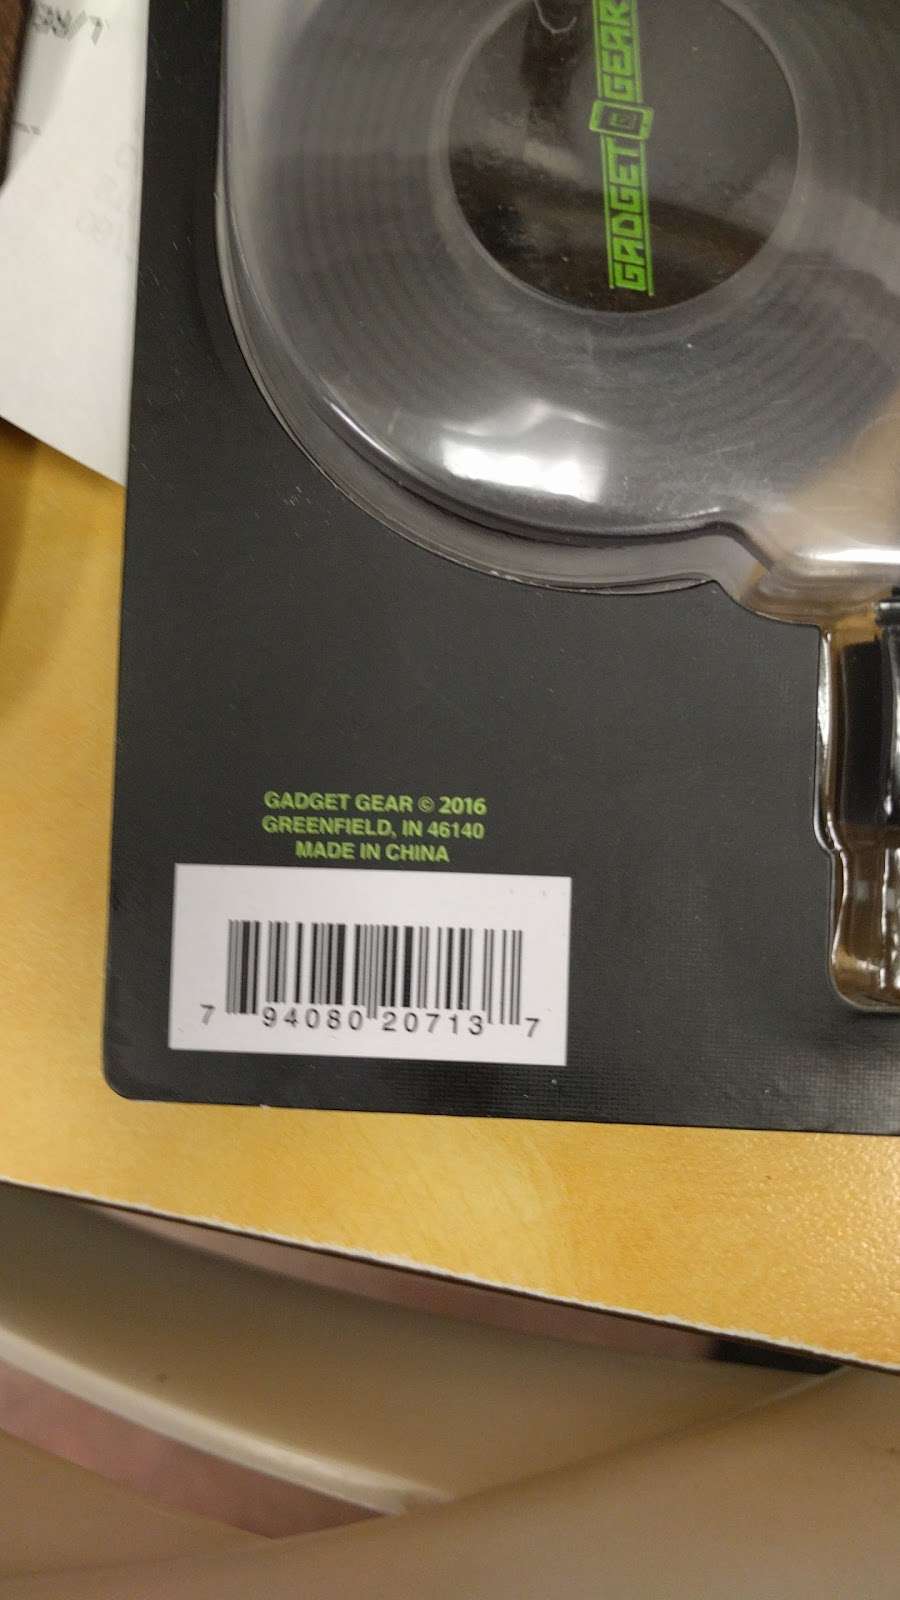 GADGET GEAR
GADGET GEAR © 2016
GREENFIELD, IN 46140
MADE IN CHINA
7 94080 20713 7